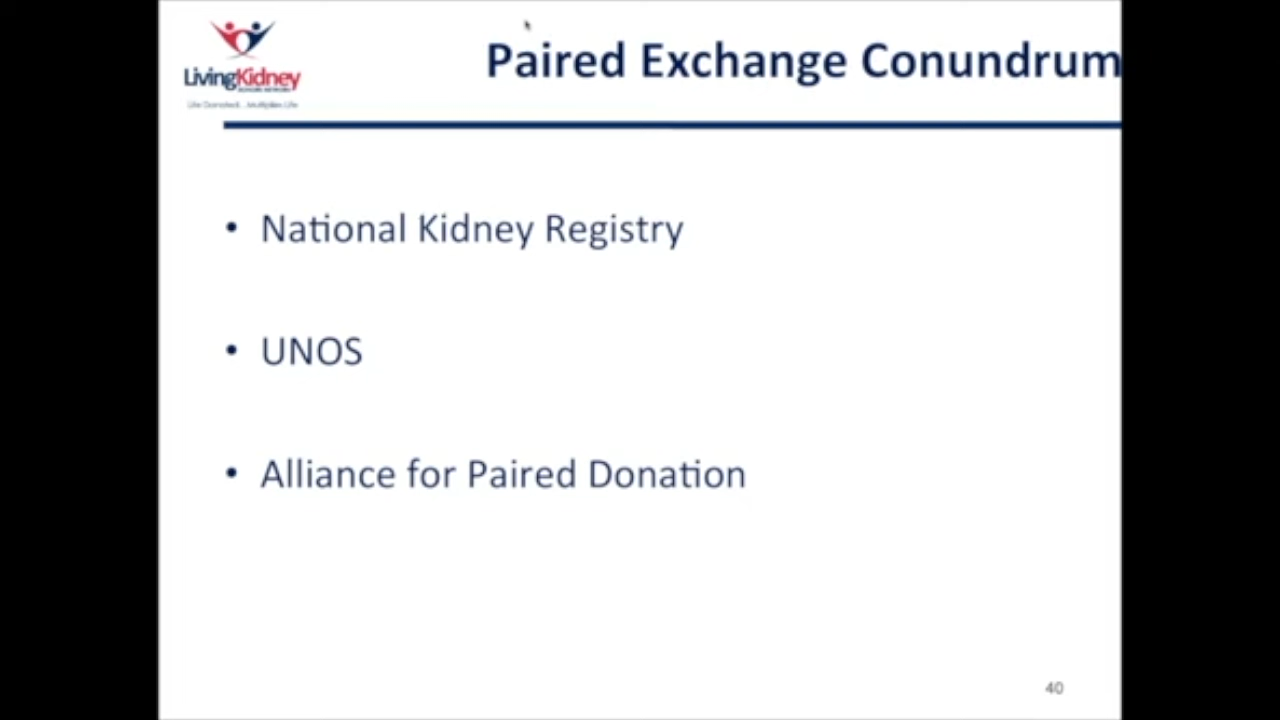 LivingKidney
Paired Exchange Conundrum
• National Kidney Registry
• UNOS
• Alliance for Paired Donation
40